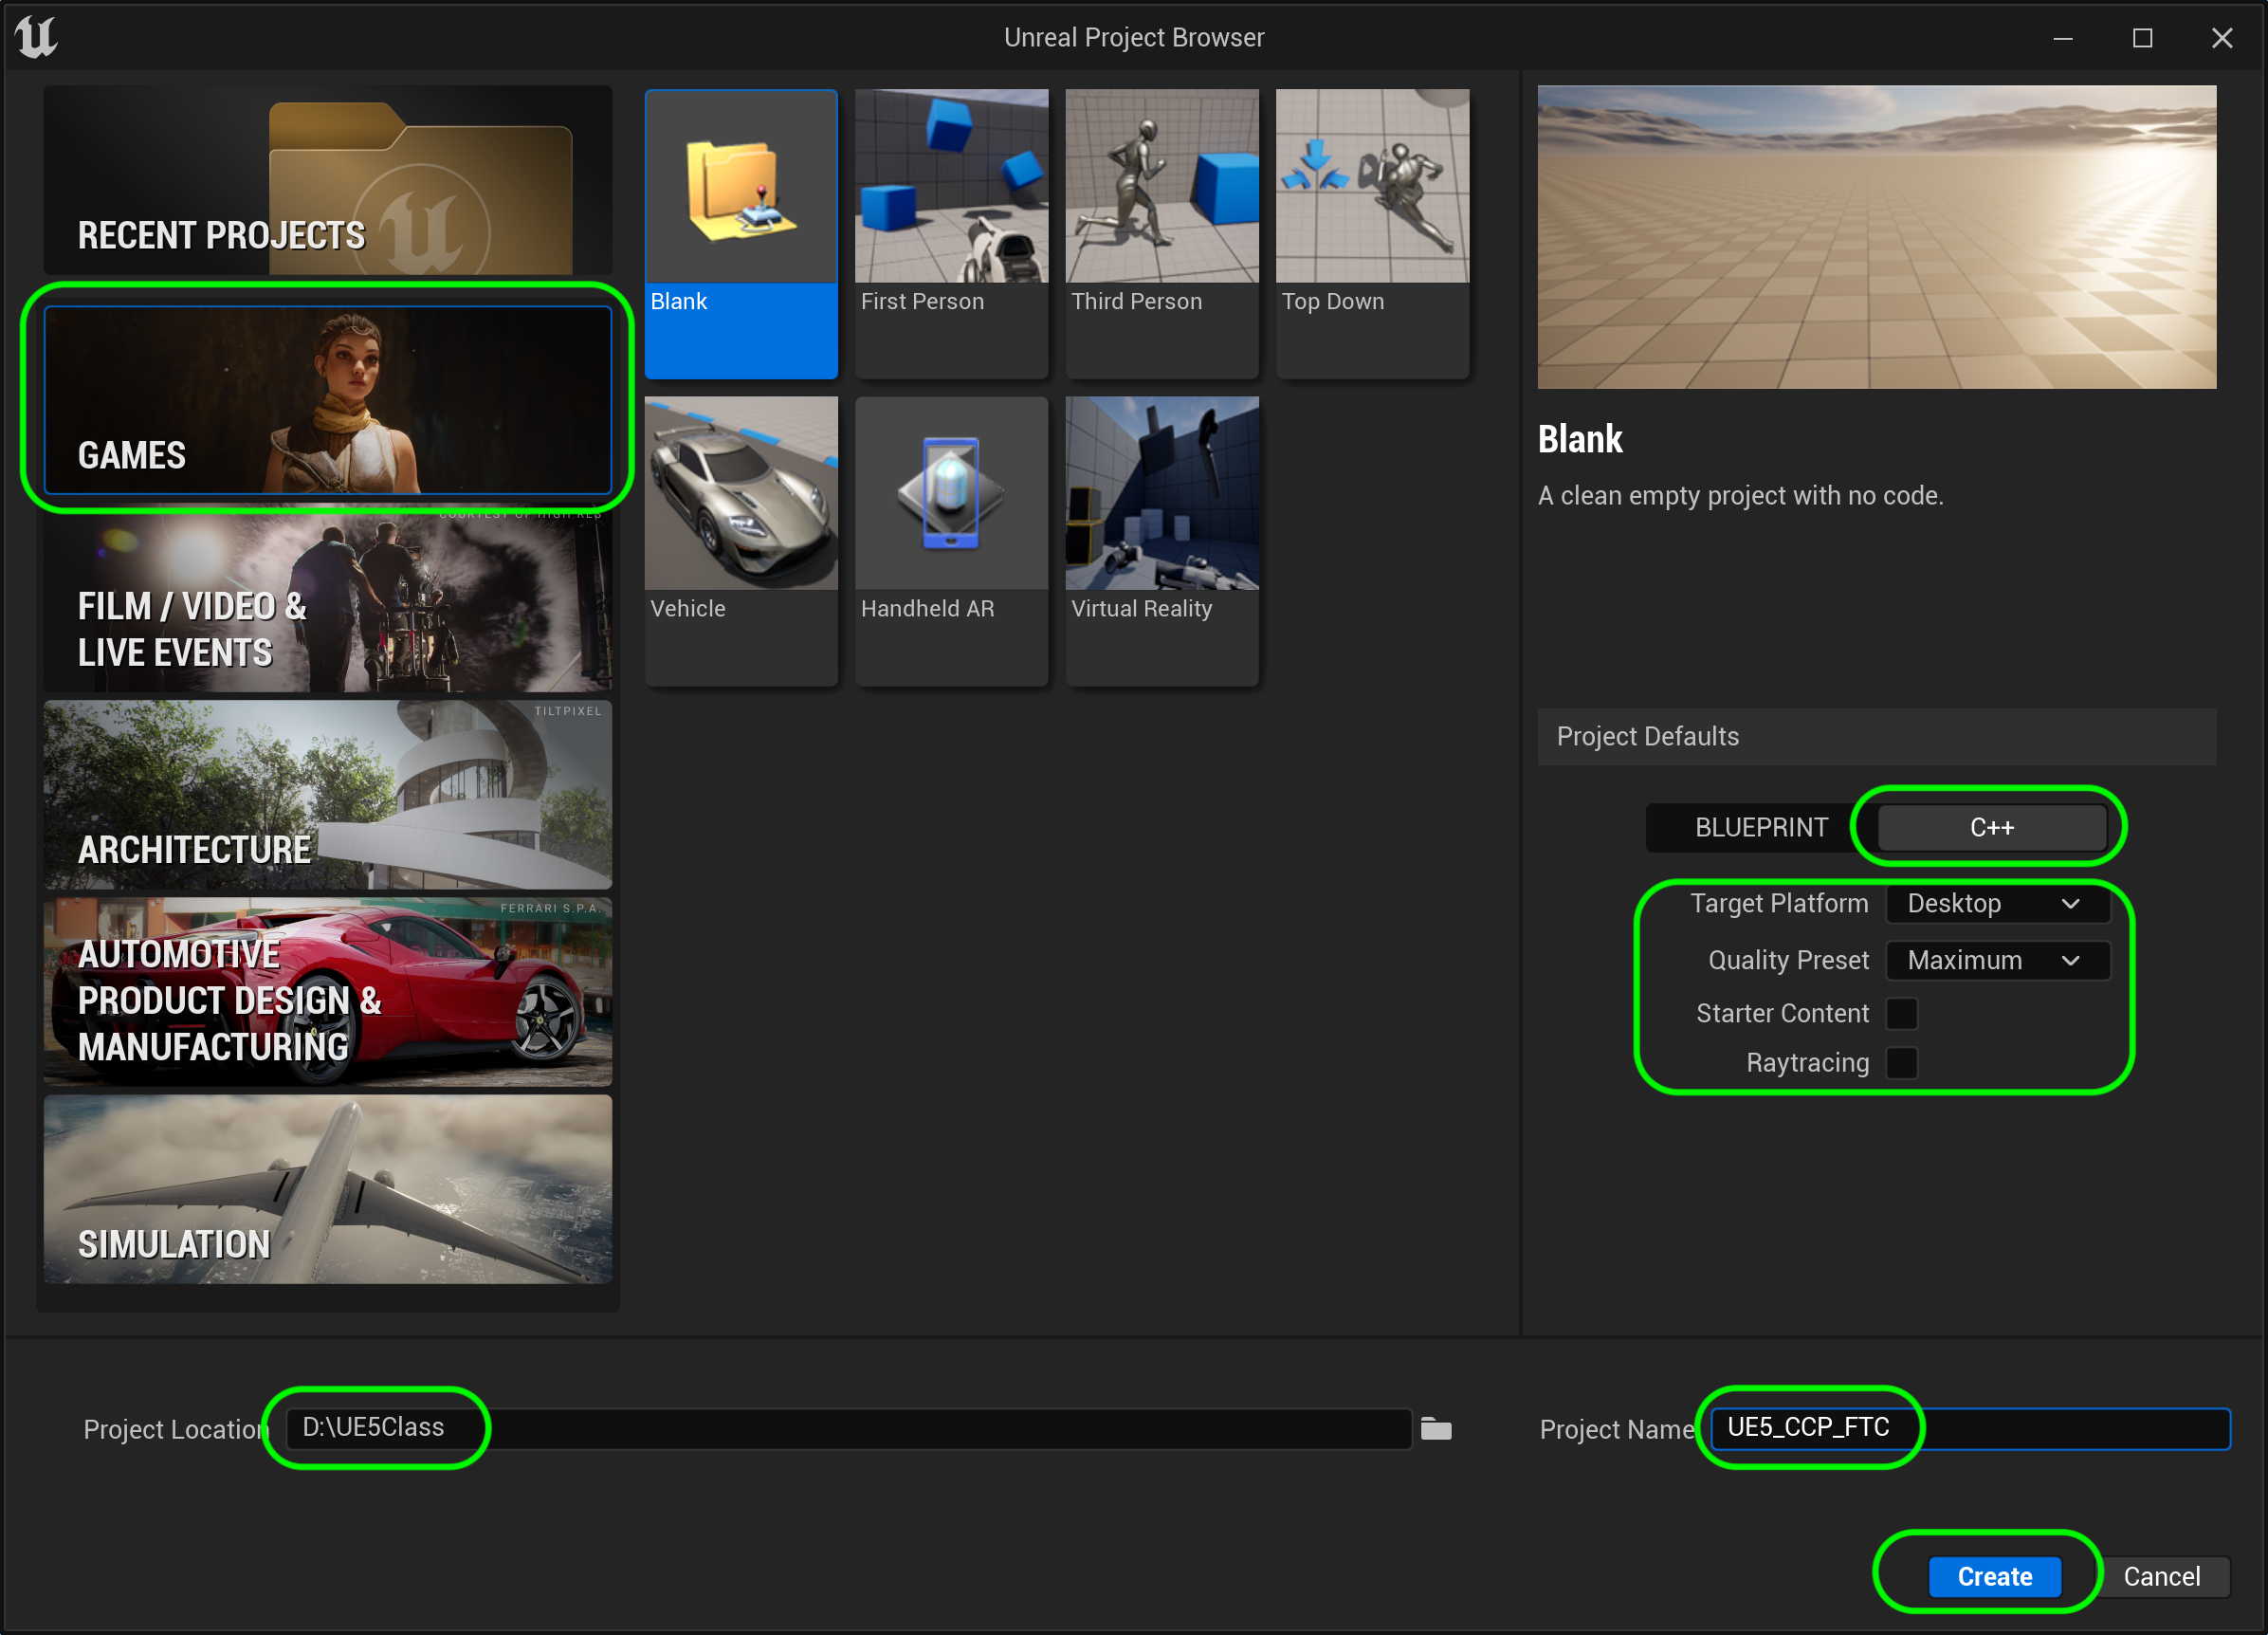 Unreal Project Browser
RECENT PROJECTS
GAMES
COURTESY OF HIGH RES
FILM / VIDEO &
LIVE EVENTS
TILTPIXEL
ARCHITECTURE
FERRARI S.P.A.
AUTOMOTIVE
PRODUCT DESIGN &
MANUFACTURING
SIMULATION
Blank
First Person
Third Person
Top Down
Vehicle
Handheld AR
Virtual Reality
Blank
A clean empty project with no code.
Project Defaults
BLUEPRINT
C++
Target Platform
Desktop
Quality Preset
Maximum
Starter Content
Raytracing
Project Location
D:\UE5Class
Project Name
UE5_CCP_FTC
Create
Cancel